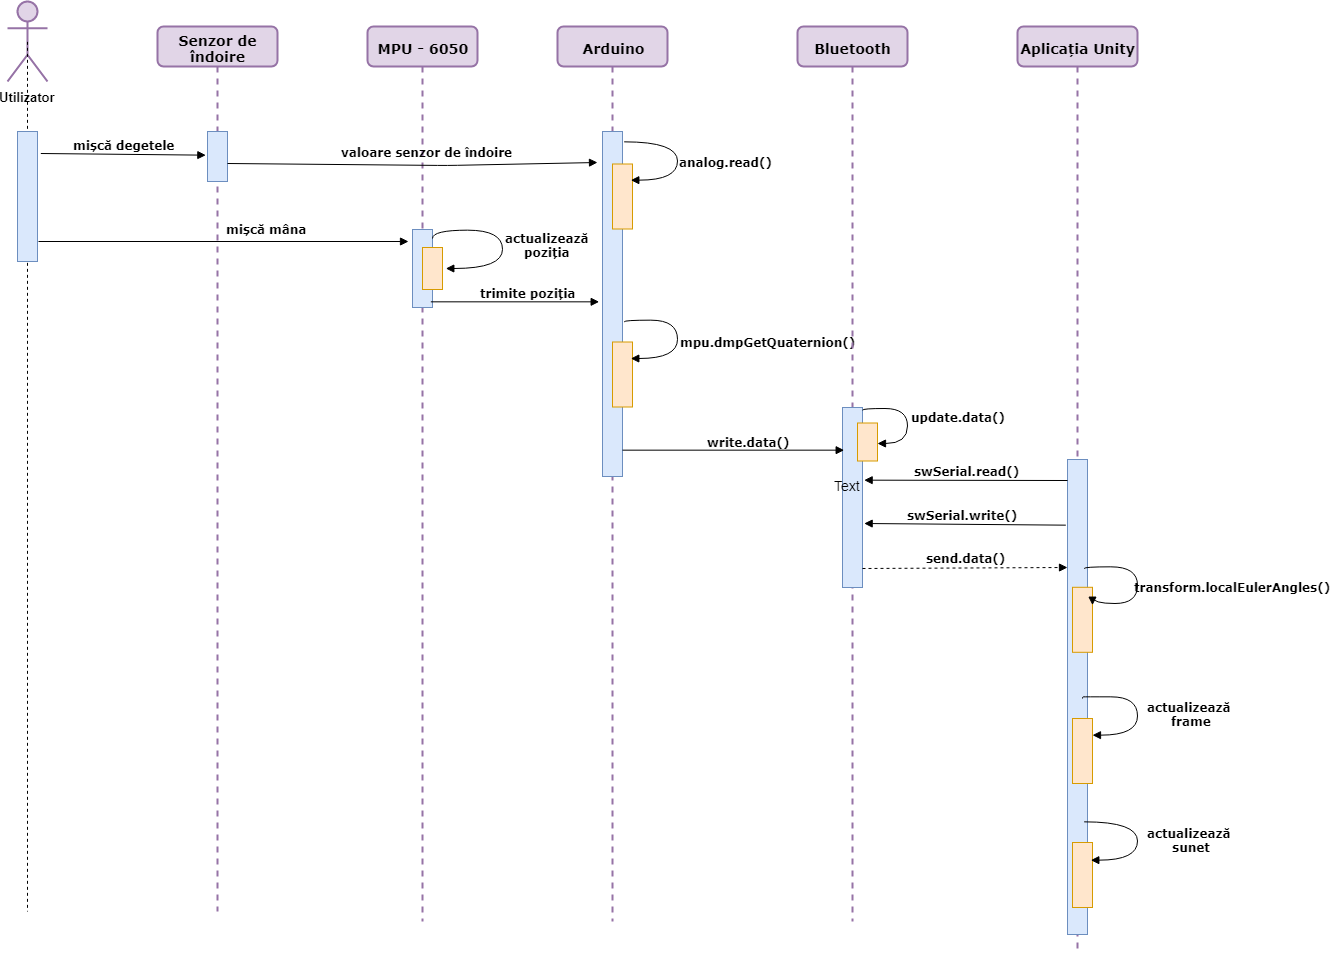 Utilizator
Senzor de
îndoire
MPU - 6050
Arduino
Bluetooth
Aplicația Unity
mișcă degetele
valoare senzor de îndoire
analog.read()
mișcă mâna
actualizează
poziția
trimite poziția
mpu.dmpGetQuaternion()
update.data()
write.data()
swSerial.read()
Text
swSerial.write()
send.data()
transform.localEulerAngles()
actualizează
frame
actualizează
sunet